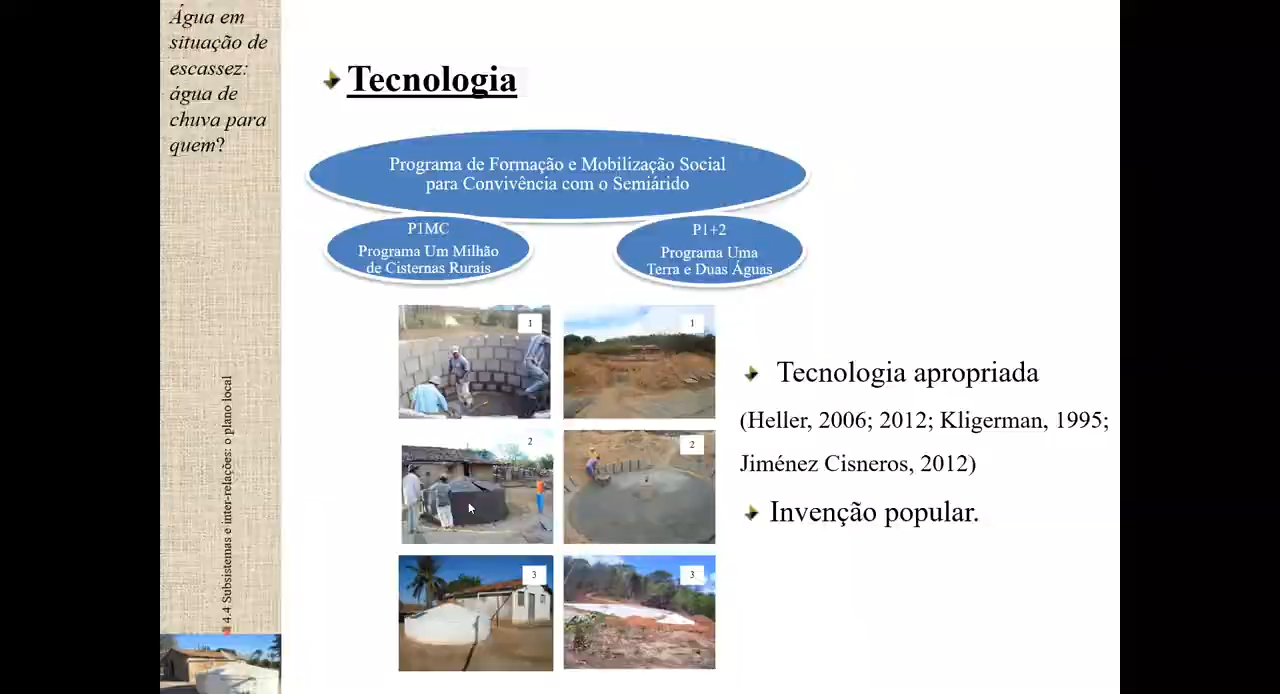 Água em
situação de
escassez:
água de
chuva para
quem?
4.4 Subsistemas e inter-relações: o plano local
Tecnologia
Programa de Formação e Mobilização Social
para Convivência com o Semiárido
P1MC
Programa Um Milhão
de Cisternas Rurais
P1+2
Programa Uma
Terra e Duas Águas
1
1
2
2
3
3
Tecnologia apropriada
(Heller, 2006; 2012; Kligerman, 1995;
Jiménez Cisneros, 2012)
Invenção popular.